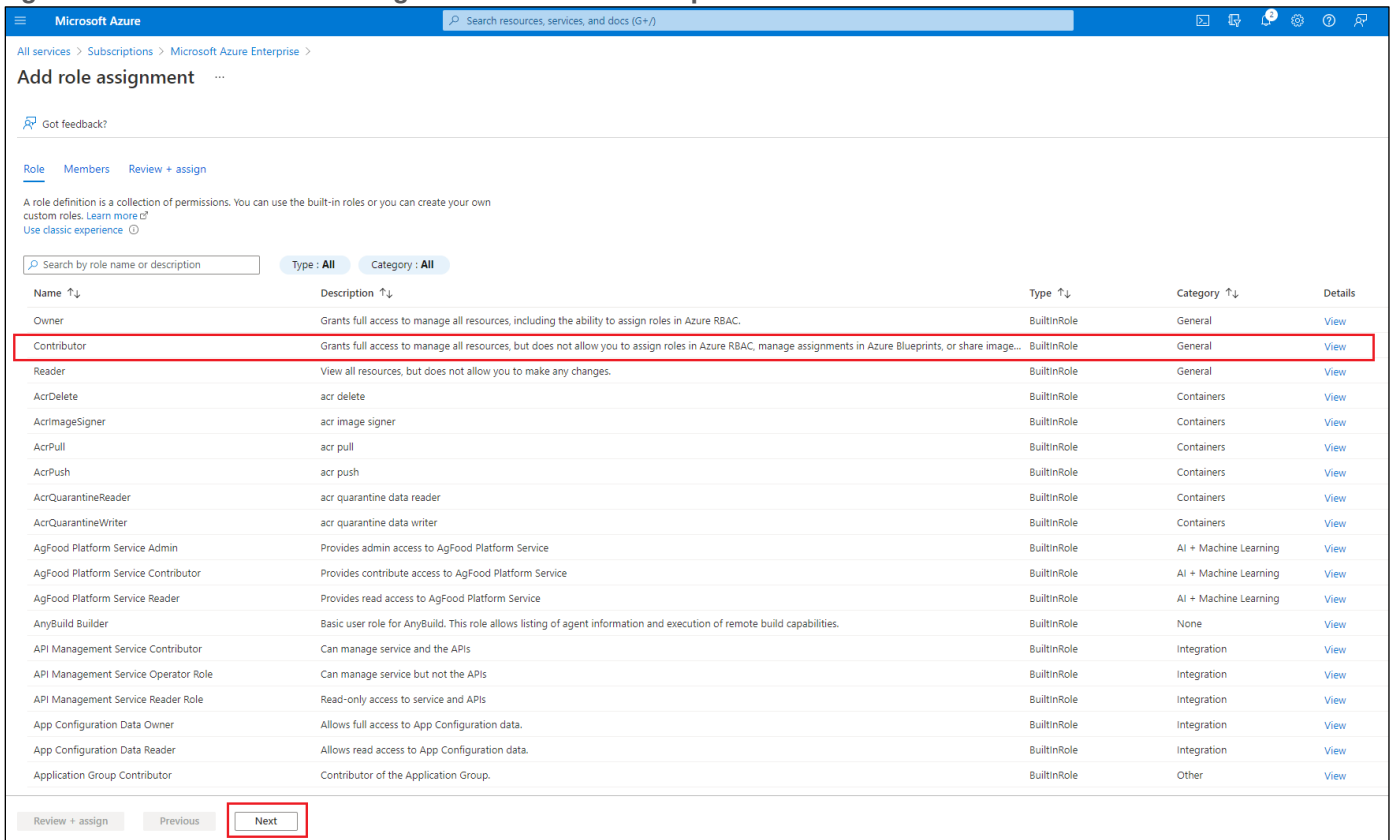 Microsoft Azure
Search resources, services, and docs (G+/)
2
All services > Subscriptions > Microsoft Azure Enterprise >
Add role assignment ...
Got feedback?
Role Members Review + assign
A role definition is a collection of permissions. You can use the built-in roles or you can create your own
custom roles. Learn more
Use classic experience
Search by role name or description Type : All Category : All
Name ↑↓ Description ↑↓ Type ↑↓ Category ↑↓ Details
Owner Grants full access to manage all resources, including the ability to assign roles in Azure RBAC. BuiltInRole General View
Contributor Grants full access to manage all resources, but does not allow you to assign roles in Azure RBAC, manage assignments in Azure Blueprints, or share image... BuiltInRole General View
Reader View all resources, but does not allow you to make any changes. BuiltInRole General View
AcrDelete acr delete BuiltInRole Containers View
AcrImageSigner acr image signer BuiltInRole Containers View
AcrPull acr pull BuiltInRole Containers View
AcrPush acr push BuiltInRole Containers View
AcrQuarantineReader acr quarantine data reader BuiltInRole Containers View
AcrQuarantineWriter acr quarantine data writer BuiltInRole Containers View
AgFood Platform Service Admin Provides admin access to AgFood Platform Service BuiltInRole AI + Machine Learning View
AgFood Platform Service Contributor Provides contribute access to AgFood Platform Service BuiltInRole AI + Machine Learning View
AgFood Platform Service Reader Provides read access to AgFood Platform Service BuiltInRole AI + Machine Learning View
AnyBuild Builder Basic user role for AnyBuild. This role allows listing of agent information and execution of remote build capabilities. BuiltInRole None View
API Management Service Contributor Can manage service and the APIs BuiltInRole Integration View
API Management Service Operator Role Can manage service but not the APIs BuiltInRole Integration View
API Management Service Reader Role Read-only access to service and APIs BuiltInRole Integration View
App Configuration Data Owner Allows full access to App Configuration data. BuiltInRole Integration View
App Configuration Data Reader Allows read access to App Configuration data. BuiltInRole Integration View
Application Group Contributor Contributor of the Application Group. BuiltInRole Other View
Review + assign Previous Next